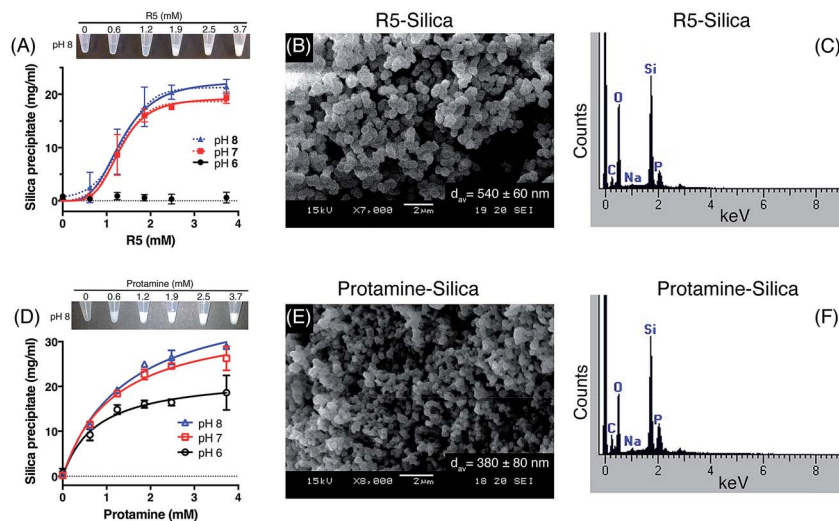 R5 (mM)
0 0.6 1.2 1.9 2.5 3.7
(A)
pH 8
Silica precipitate (mg/ml)
20
10
0
pH 8
pH 7
pH 6
0 1 2 3 4
R5 (mM)
R5-Silica
(B)
dav= 540 ± 60 nm
15kV X7,000 2μm 19 20 SEI
R5-Silica
(C)
Counts
C O Na Si P
0 2 4 6 8
keV
Protamine (mM)
0 0.6 1.2 1.9 2.5 3.7
(D)
pH 8
Silica precipitate (mg/ml)
30
20
10
0
pH 8
pH 7
pH 6
0 1 2 3 4
Protamine (mM)
Protamine-Silica
(E)
dav= 380 ± 80 nm
15kV X8,000 2μm 18 20 SEI
Protamine-Silica
(F)
Counts
C O Na Si P
0 2 4 6 8
keV